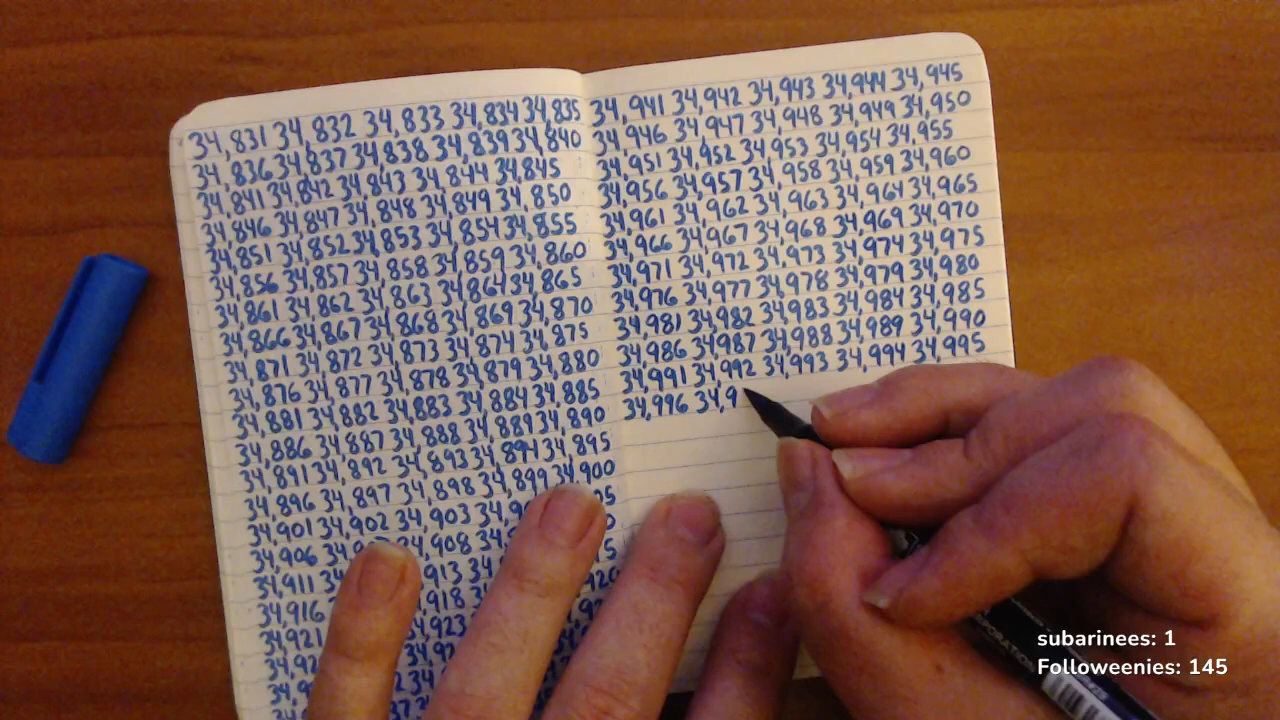 34,831 34,832 34,833 34,834 34,835
34,836 34,837 34,838 34,839 34,840
34,841 34,842 34,843 34,844 34,845
34,846 34,847 34,848 34,849 34,850
34,851 34,852 34,853 34,854 34,855
34,856 34,857 34,858 34,859 34,860
34,861 34,862 34,863 34,864 34,865
34,866 34,867 34,868 34,869 34,870
34,871 34,872 34,873 34,874 34,875
34,876 34,877 34,878 34,879 34,880
34,881 34,882 34,883 34,884 34,885
34,886 34,887 34,888 34,889 34,890
34,891 34,892 34,893 34,894 34,895
34,896 34,897 34,898 34,899 34,900
34,901 34,902 34,903
34,906 34,908
34,911
34,916
34,921 34,923
34,941 34,942 34,943 34,944 34,945
34,946 34,947 34,948 34,949 34,950
34,951 34,952 34,953 34,954 34,955
34,956 34,957 34,958 34,959 34,960
34,961 34,962 34,963 34,964 34,965
34,966 34,967 34,968 34,969 34,970
34,971 34,972 34,973 34,974 34,975
34,976 34,977 34,978 34,979 34,980
34,981 34,982 34,983 34,984 34,985
34,986 34,987 34,988 34,989 34,990
34,991 34,992 34,993 34,994 34,995
34,996 34,9
subarinees: 1
Followeenies: 145